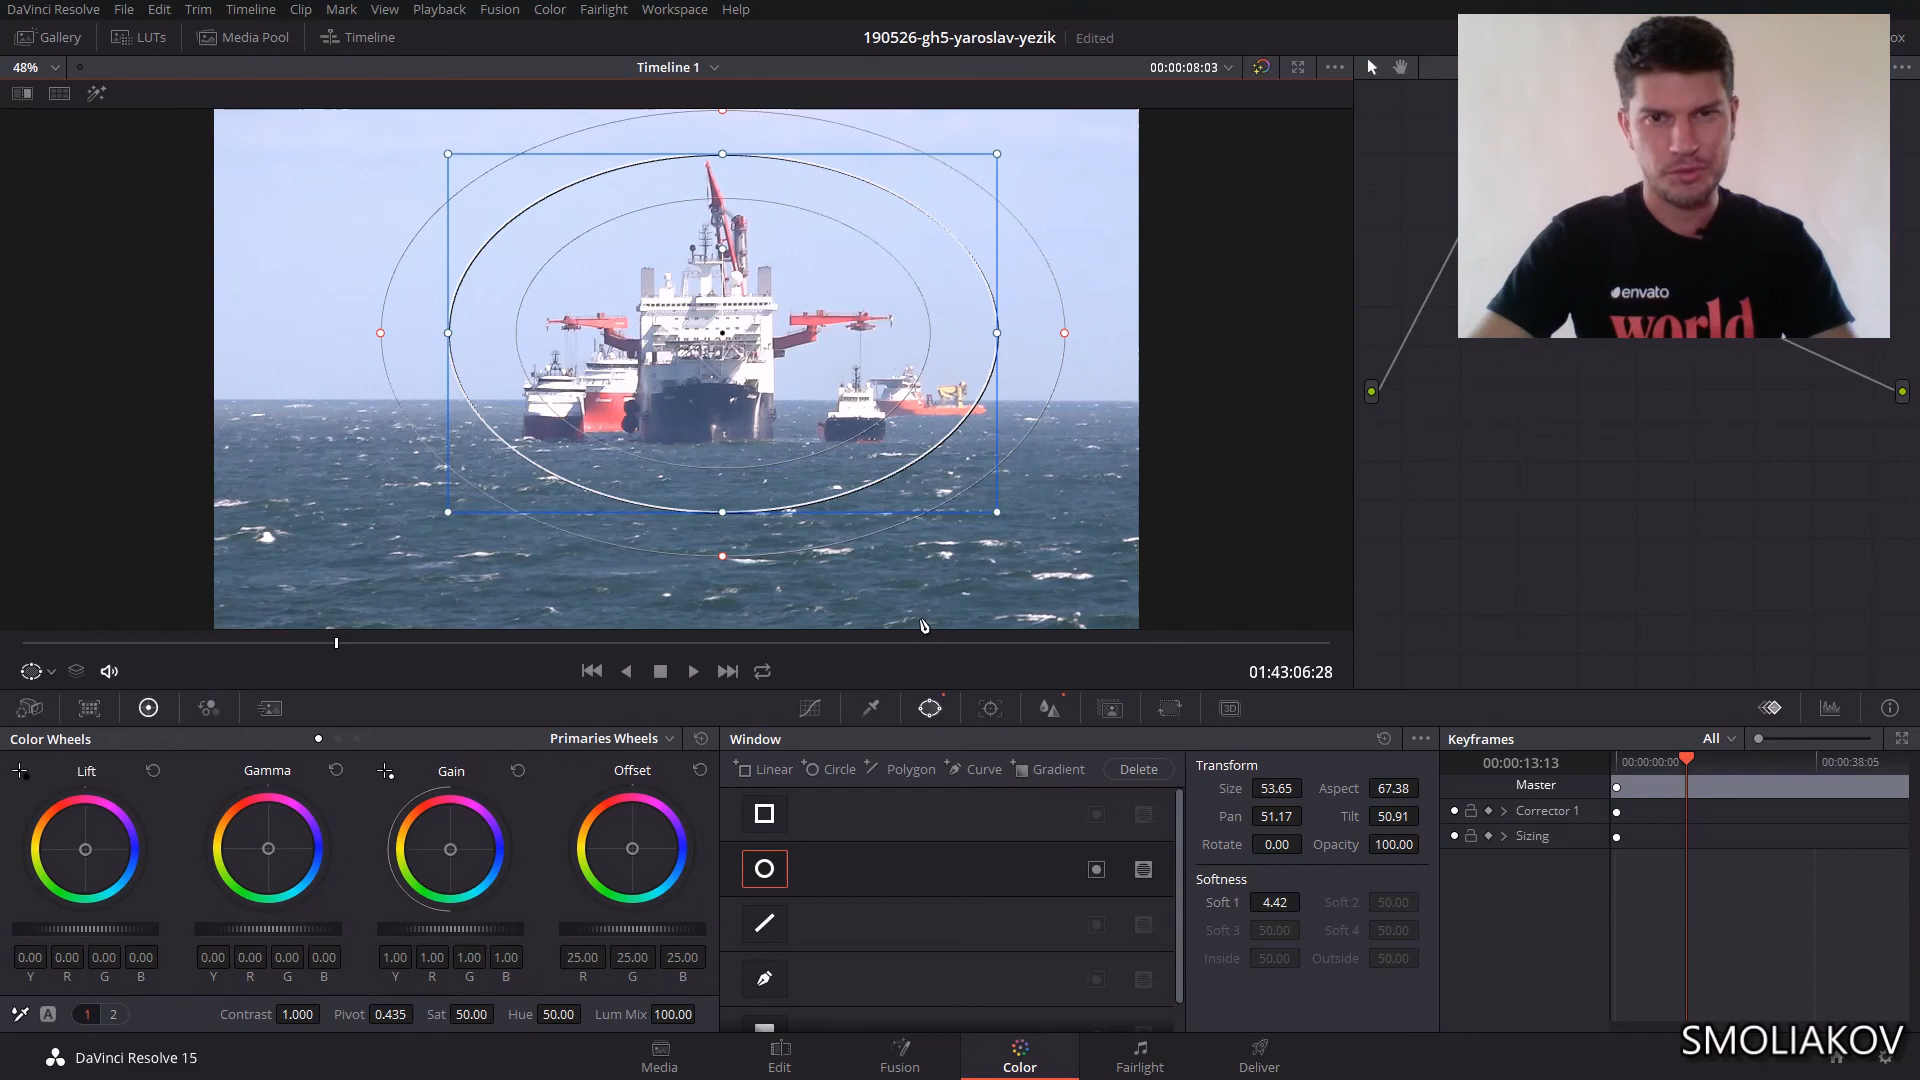 DaVinci Resolve File Edit Trim Timeline Clip Mark View Playback Fusion Color Fairlight Workspace Help
Gallery LUTs Media Pool Timeline 190526-gh5-yaroslav-yezik Edited ox
48% Timeline 1 00:00:08:03
envato
world
01:43:06:28
Color Wheels Primaries Wheels Window Keyframes All
Linear Circle Polygon Curve Gradient Delete
Lift Gamma Gain Offset
Transform
Size 53.65 Aspect 67.38
Pan 51.17 Tilt 50.91
Rotate 0.00 Opacity 100.00
Softness
Soft 1 4.42 Soft 2 50.00
Soft 3 50.00 Soft 4 50.00
Inside 50.00 Outside 50.00
00:00:13:13 00:00:00:00 00:00:38:05
Master
Corrector 1
Sizing
0.00 0.00 0.00 0.00 0.00 0.00 0.00 0.00 1.00 1.00 1.00 1.00 25.00 25.00 25.00
Y R G B Y R G B Y R G B R G B
A 1 2 Contrast 1.000 Pivot 0.435 Sat 50.00 Hue 50.00 Lum Mix 100.00
3D
SMOLIAKOV
DaVinci Resolve 15 Media Edit Fusion Color Fairlight Deliver